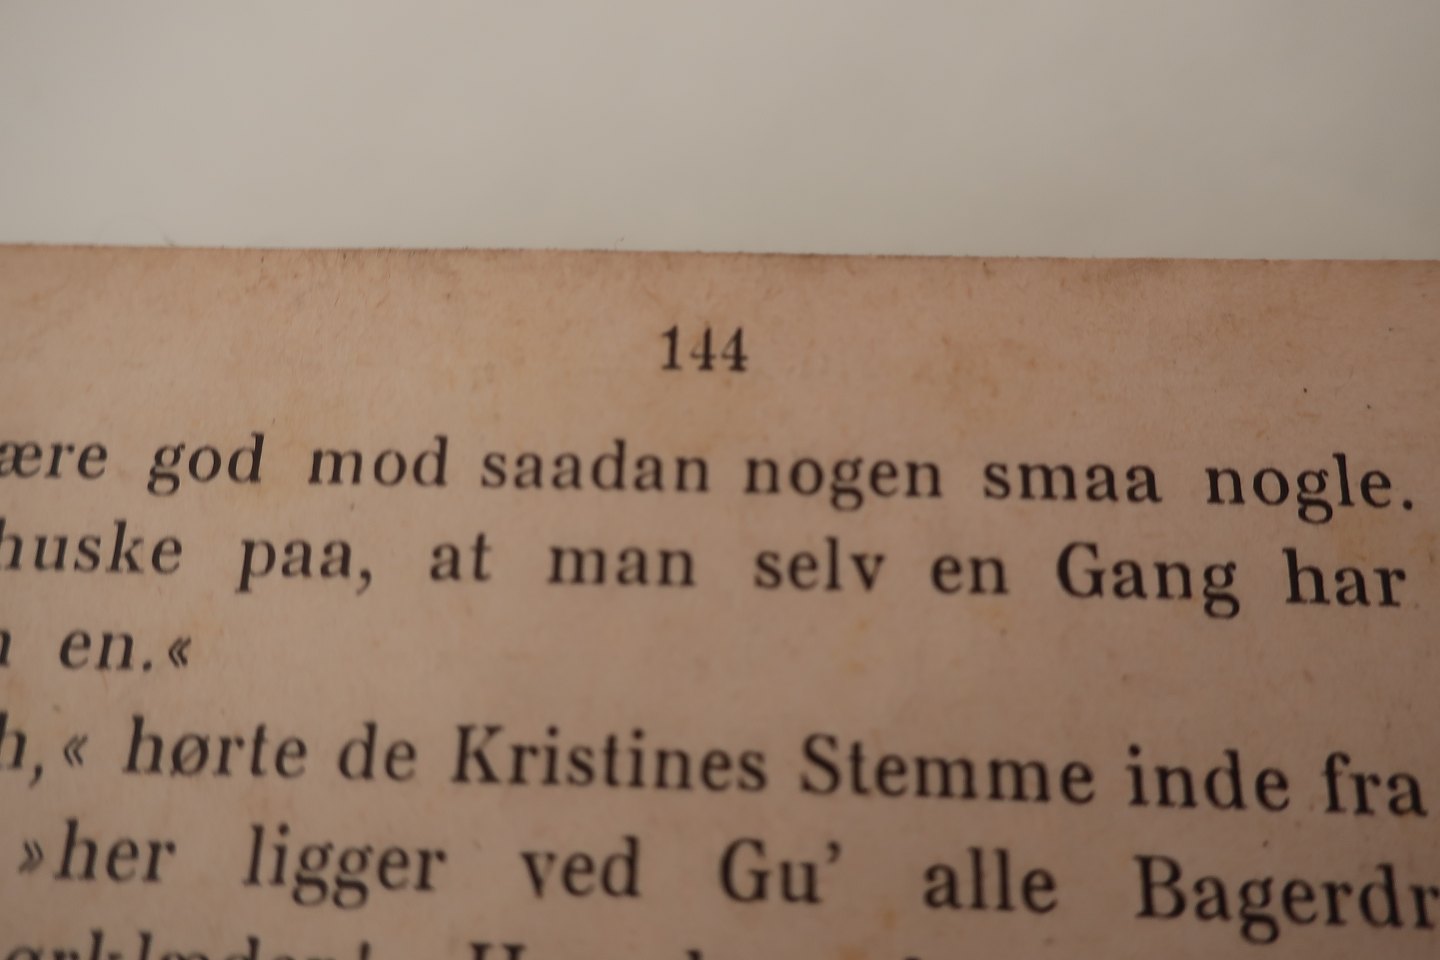 144
ære god mod saadan nogen smaa nogle.
huske paa, at man selv en Gang har
en.«
h,« hørte de Kristines Stemme inde fra
»her ligger ved Gu’ alle Bagerdr